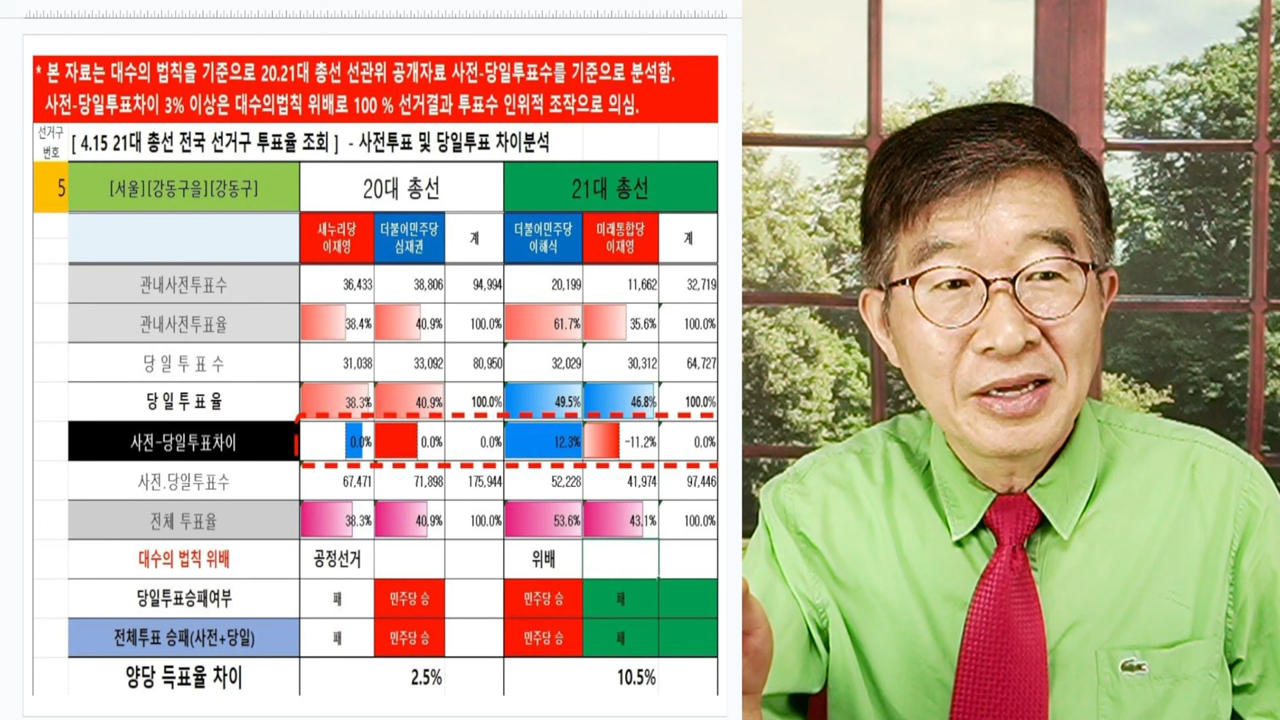 * 본 자료는 대수의 법칙을 기준으로 20.21대 총선 선관위 공개자료 사전-당일투표수를 기준으로 분석함.
사전-당일투표차이 3% 이상은 대수의법칙 위배로 100 % 선거결과 투표수 인위적 조작으로 의심.
선거구 번호 [ 4.15 21대 총선 전국 선거구 투표율 조회 ] - 사전투표 및 당일투표 차이분석
5 [서울][강동구을][강동구] 20대 총선 21대 총선
새누리당 더불어민주당 계 더불어민주당 미래통합당 계
이재영 심재권 이해식 이재영
관내사전투표수 36,433 38,806 94,994 20,199 11,662 32,719
관내사전투표율 38.4% 40.9% 100.0% 61.7% 35.6% 100.0%
당 일 투 표 수 31,038 33,092 80,950 32,029 30,312 64,727
당 일 투 표 율 38.3% 40.9% 100.0% 49.5% 46.8% 100.0%
사전-당일투표차이 0.0% 0.0% 0.0% 12.3% -11.2% 0.0%
사전.당일투표수 67,471 71,898 175,944 52,228 41,974 97,446
전체 투표율 38.3% 40.9% 100.0% 53.6% 43.1% 100.0%
대수의 법칙 위배 공정선거 위배
당일투표승패여부 패 민주당 승 민주당 승 패
전체투표 승패(사전+당일) 패 민주당 승 민주당 승 패
양당 득표율 차이 2.5% 10.5%